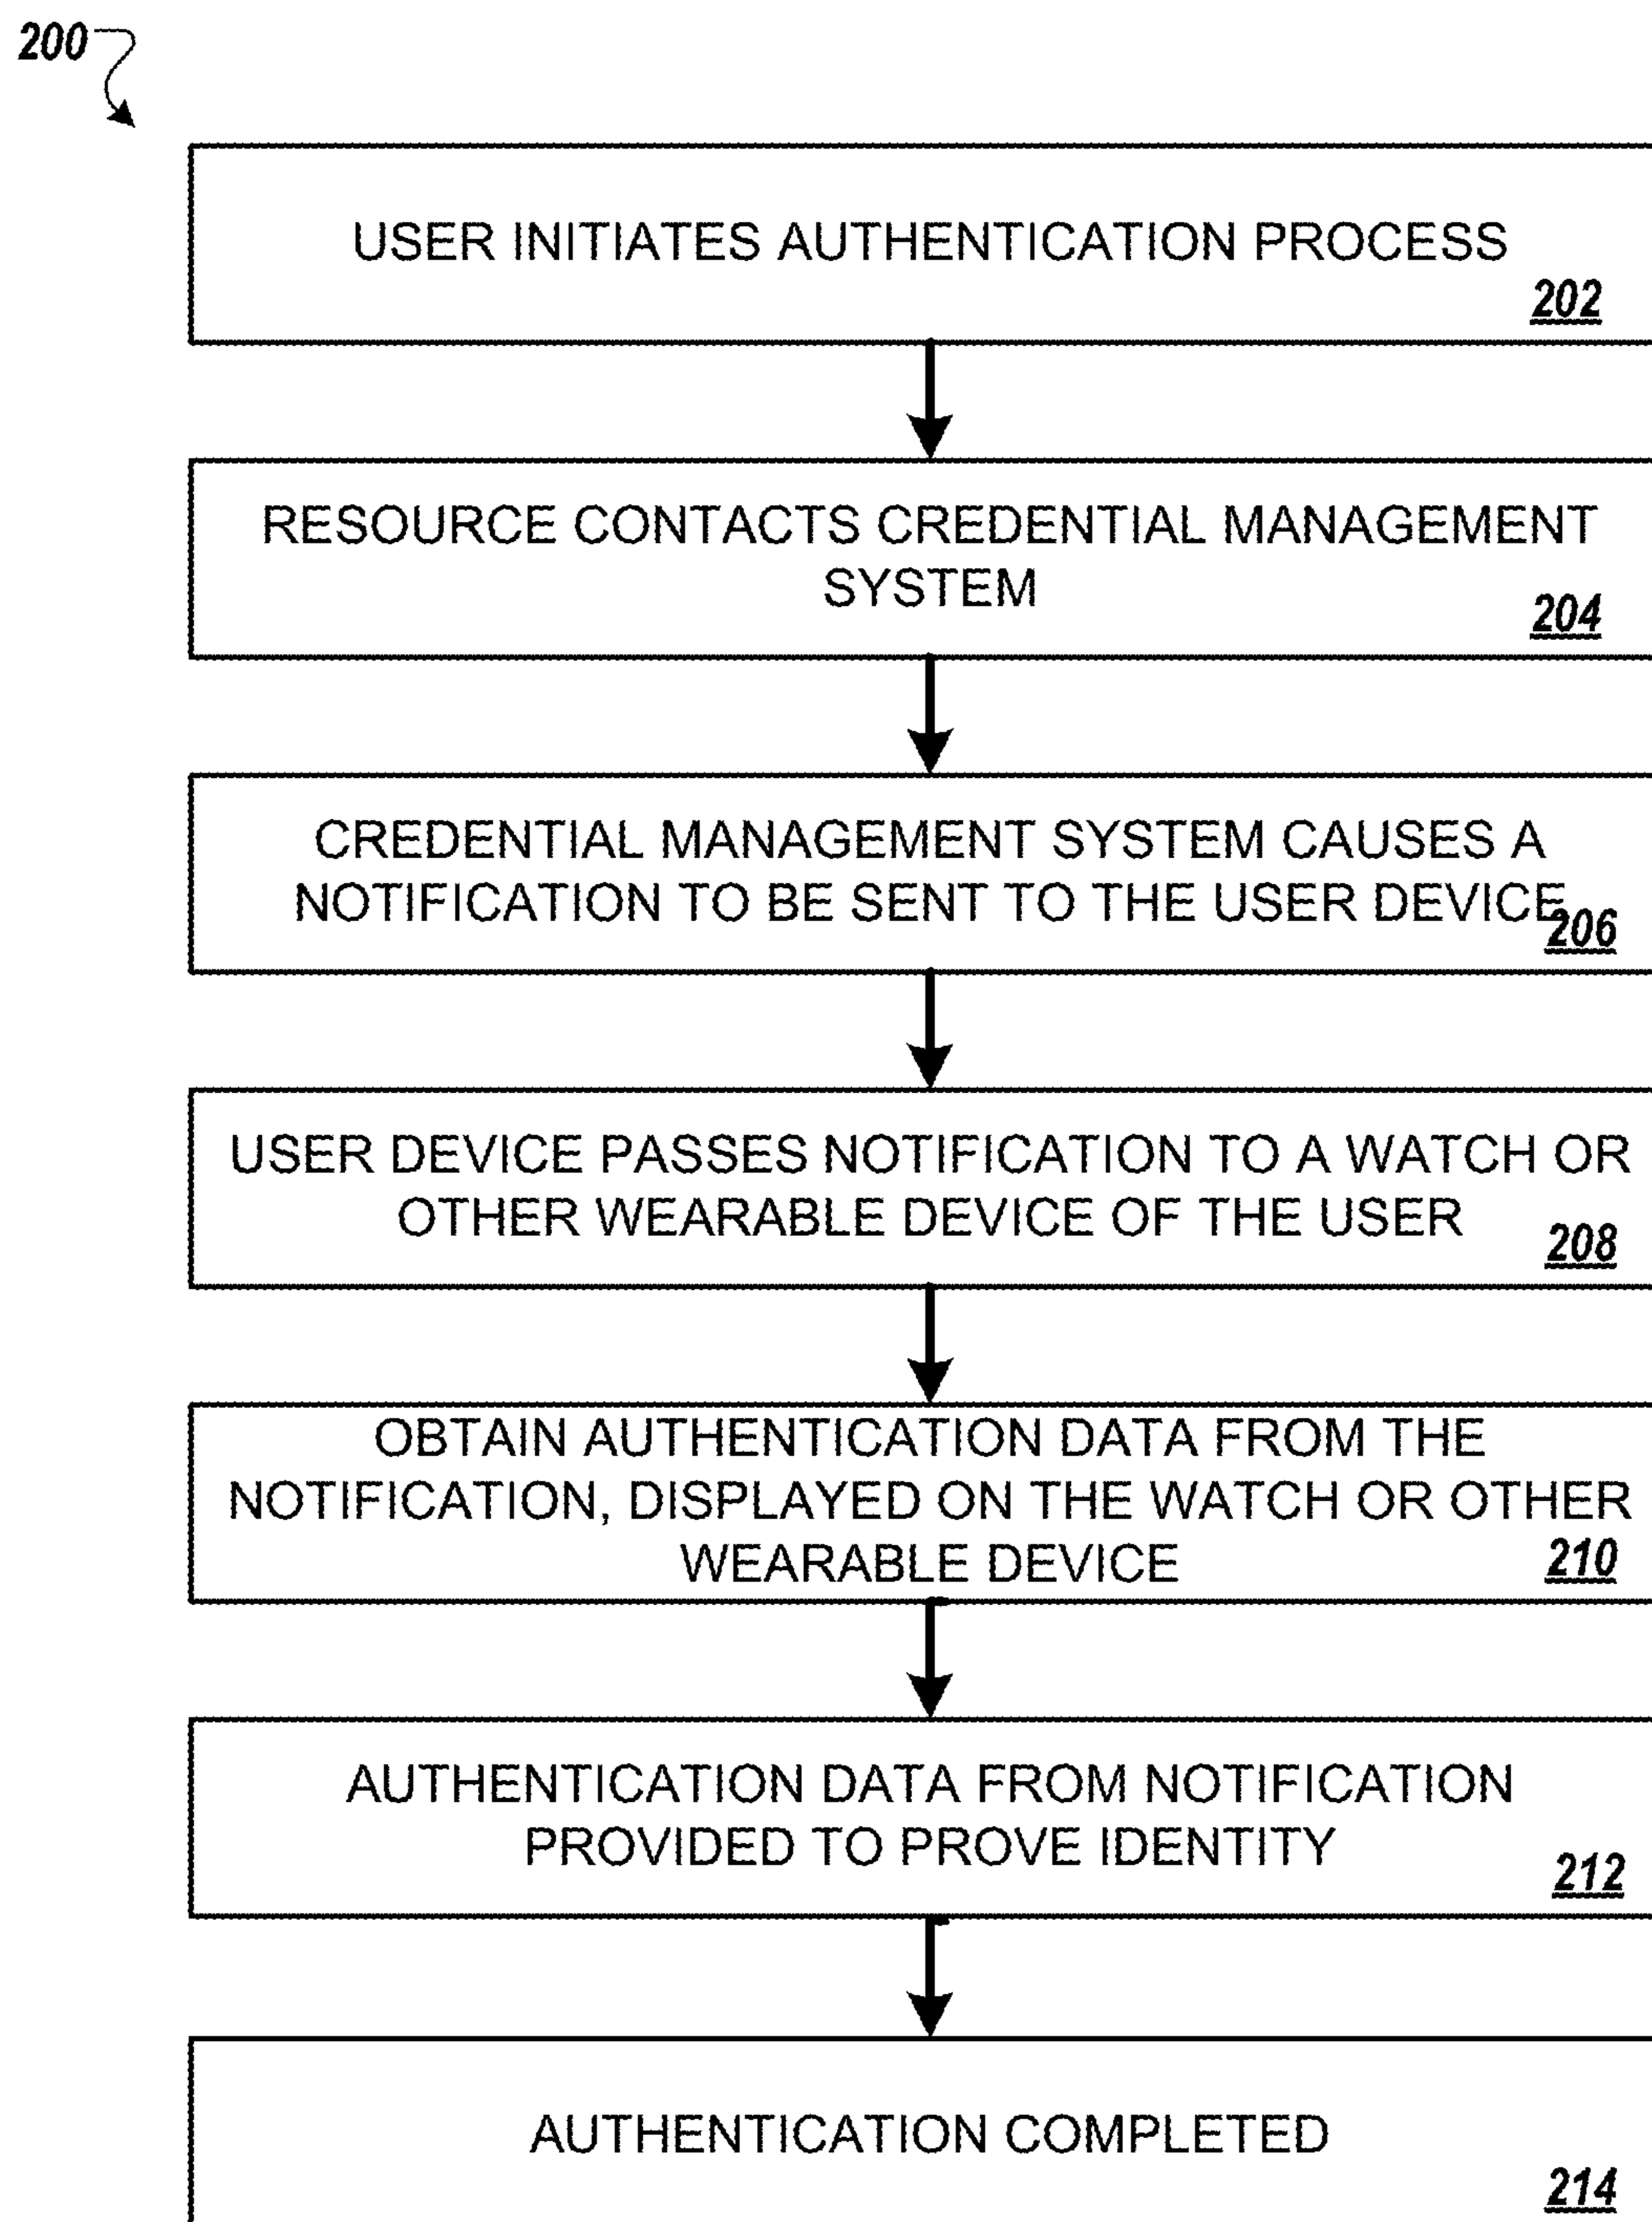 200
USER INITIATES AUTHENTICATION PROCESS
202
RESOURCE CONTACTS CREDENTIAL MANAGEMENT
SYSTEM
204
CREDENTIAL MANAGEMENT SYSTEM CAUSES A
NOTIFICATION TO BE SENT TO THE USER DEVICE
206
USER DEVICE PASSES NOTIFICATION TO A WATCH OR
OTHER WEARABLE DEVICE OF THE USER
208
OBTAIN AUTHENTICATION DATA FROM THE
NOTIFICATION, DISPLAYED ON THE WATCH OR OTHER
WEARABLE DEVICE
210
AUTHENTICATION DATA FROM NOTIFICATION
PROVIDED TO PROVE IDENTITY
212
AUTHENTICATION COMPLETED
214